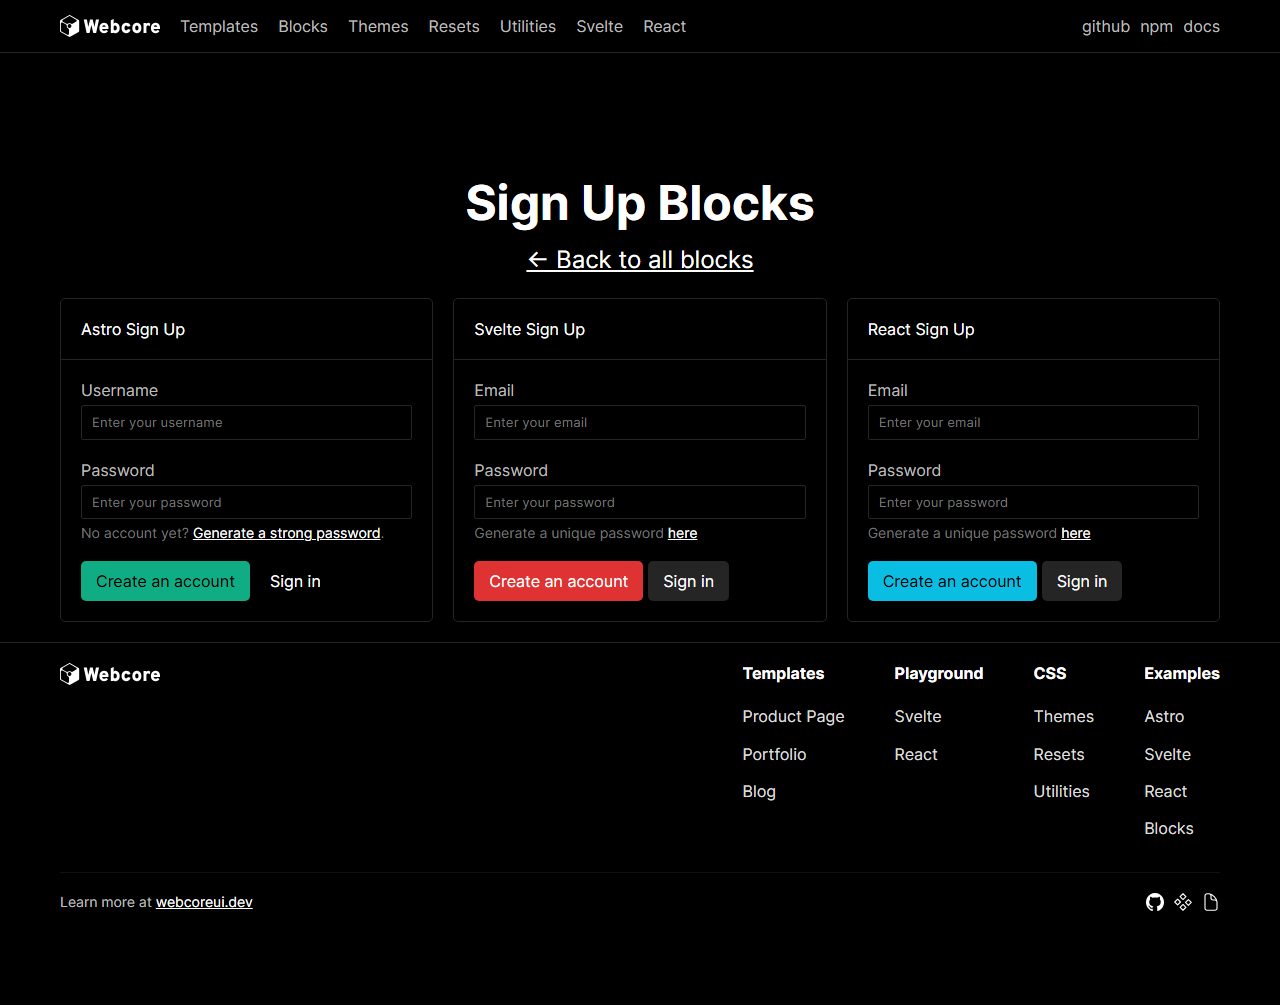 Webcore Templates Blocks Themes Resets Utilities Svelte React github npm docs
Sign Up Blocks
← Back to all blocks
Astro Sign Up
Username
Enter your username
Password
Enter your password
No account yet? Generate a strong password.
Create an account Sign in
Svelte Sign Up
Email
Enter your email
Password
Enter your password
Generate a unique password here
Create an account Sign in
React Sign Up
Email
Enter your email
Password
Enter your password
Generate a unique password here
Create an account Sign in
Webcore
Templates
Product Page
Portfolio
Blog
Playground
Svelte
React
CSS
Themes
Resets
Utilities
Examples
Astro
Svelte
React
Blocks
Learn more at webcoreui.dev